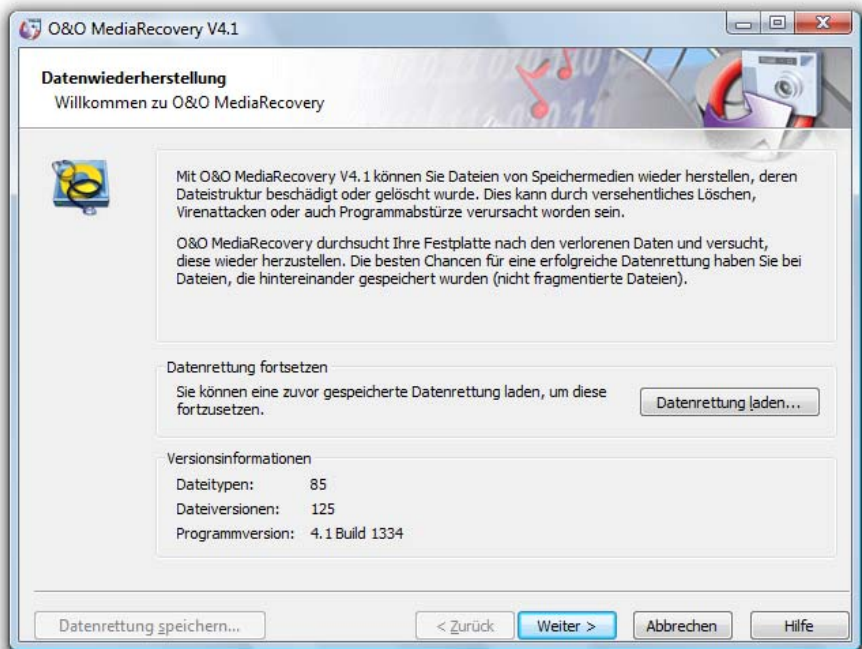 O&O MediaRecovery V4.1
Datenwiederherstellung
Willkommen zu O&O MediaRecovery
Mit O&O MediaRecovery V4.1 können Sie Dateien von Speichermedien wieder herstellen, deren
Dateistruktur beschädigt oder gelöscht wurde. Dies kann durch versehentliches Löschen,
Virenattacken oder auch Programmabstürze verursacht worden sein.
O&O MediaRecovery durchsucht Ihre Festplatte nach den verlorenen Daten und versucht,
diese wieder herzustellen. Die besten Chancen für eine erfolgreiche Datenrettung haben Sie bei
Dateien, die hintereinander gespeichert wurden (nicht fragmentierte Dateien).
Datenrettung fortsetzen
Sie können eine zuvor gespeicherte Datenrettung laden, um diese
fortzusetzen.
Datenrettung laden...
Versionsinformationen
Dateitypen: 85
Dateiversionen: 125
Programmversion: 4.1 Build 1334
Datenrettung speichern...
< Zurück
Weiter >
Abbrechen
Hilfe